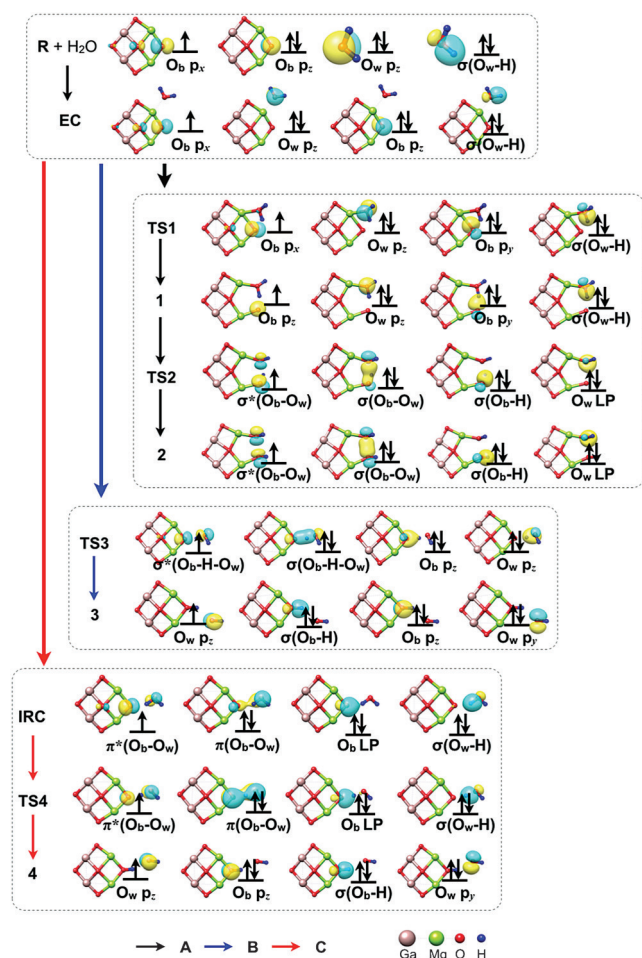 R + H₂O
O_b p_x O_b p_z O_w p_z σ(O_w-H)
EC
O_b p_x O_w p_z O_b p_z σ(O_w-H)
TS1
O_b p_x O_w p_z O_b p_y σ(O_w-H)
1
O_b p_z O_w p_z O_b p_y σ(O_w-H)
TS2
σ*(O_b-O_w) σ(O_b-O_w) σ(O_b-H) O_w LP
2
σ*(O_b-O_w) σ(O_b-O_w) σ(O_b-H) O_w LP
TS3
σ*(O_b-H-O_w) σ(O_b-H-O_w) O_b p_z O_w p_z
3
O_w p_z σ(O_b-H) O_b p_z O_w p_y
IRC
π*(O_b-O_w) π(O_b-O_w) O_b LP σ(O_w-H)
TS4
π*(O_b-O_w) π(O_b-O_w) O_b LP σ(O_w-H)
4
O_w p_z O_b p_z σ(O_b-H) O_w p_y
A B C
Ga Mg O H